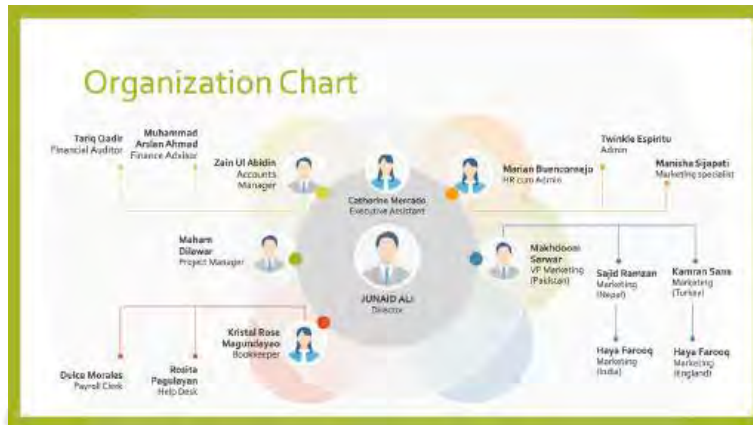 Organization Chart
Tariq Qadir
Financial Auditor
Muhammad
Arslan Ahmad
Finance Advisor
Zain Ul Abidin
Accounts
Manager
Catherine Mercado
Executive Assistant
Marian Buenconsejo
HR cum Admin
Twinkle Espiritu
Admin
Manisha Sijapati
Marketing specialist
Maham
Dilawar
Project Manager
JUNAID ALI
Director
Makhdoom
Sarwar
VP Marketing
(Pakistan)
Sajid Ramzan
Marketing
(Nepal)
Kamran Sana
Marketing
(Turkey)
Kristal Rose
Magundayao
Bookkeeper
Dulce Morales
Payroll Clerk
Rosita
Pagulayan
Help Desk
Haya Farooq
Marketing
(India)
Haya Farooq
Marketing
(England)